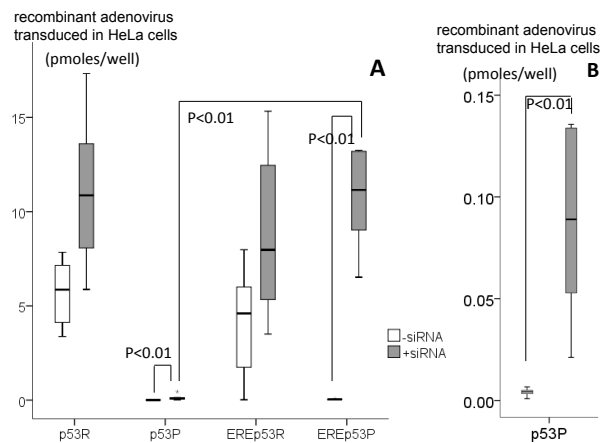 recombinant adenovirus
transduced in HeLa cells
(pmoles/well)
A
15
10
5
0
P<0.01
P<0.01
P<0.01
-siRNA
+siRNA
p53R
p53P
EREp53R
EREp53P
recombinant adenovirus
transduced in HeLa cells
(pmoles/well)
B
0.15
0.10
0.05
0.00
P<0.01
p53P